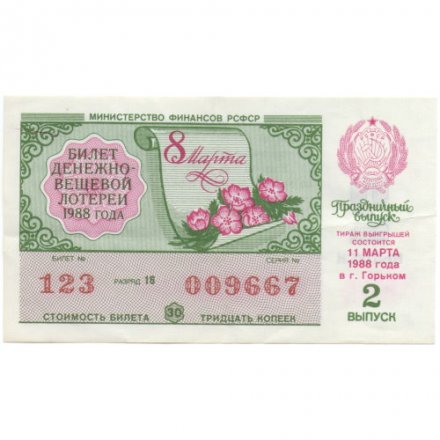 МИНИСТЕРСТВО ФИНАНСОВ РСФСР
БИЛЕТ
ДЕНЕЖНО-
ВЕЩЕВОЙ
ЛОТЕРЕИ
1988 ГОДА
8 Марта
Праздничный
выпуск
ТИРАЖ ВЫИГРЫШЕЙ
СОСТОИТСЯ
11 МАРТА
1988 года
в г. Горьком
2
ВЫПУСК
БИЛЕТ № СЕРИЯ №
123 РАЗРЯД 16 009667
СТОИМОСТЬ БИЛЕТА 30 ТРИДЦАТЬ КОПЕЕК